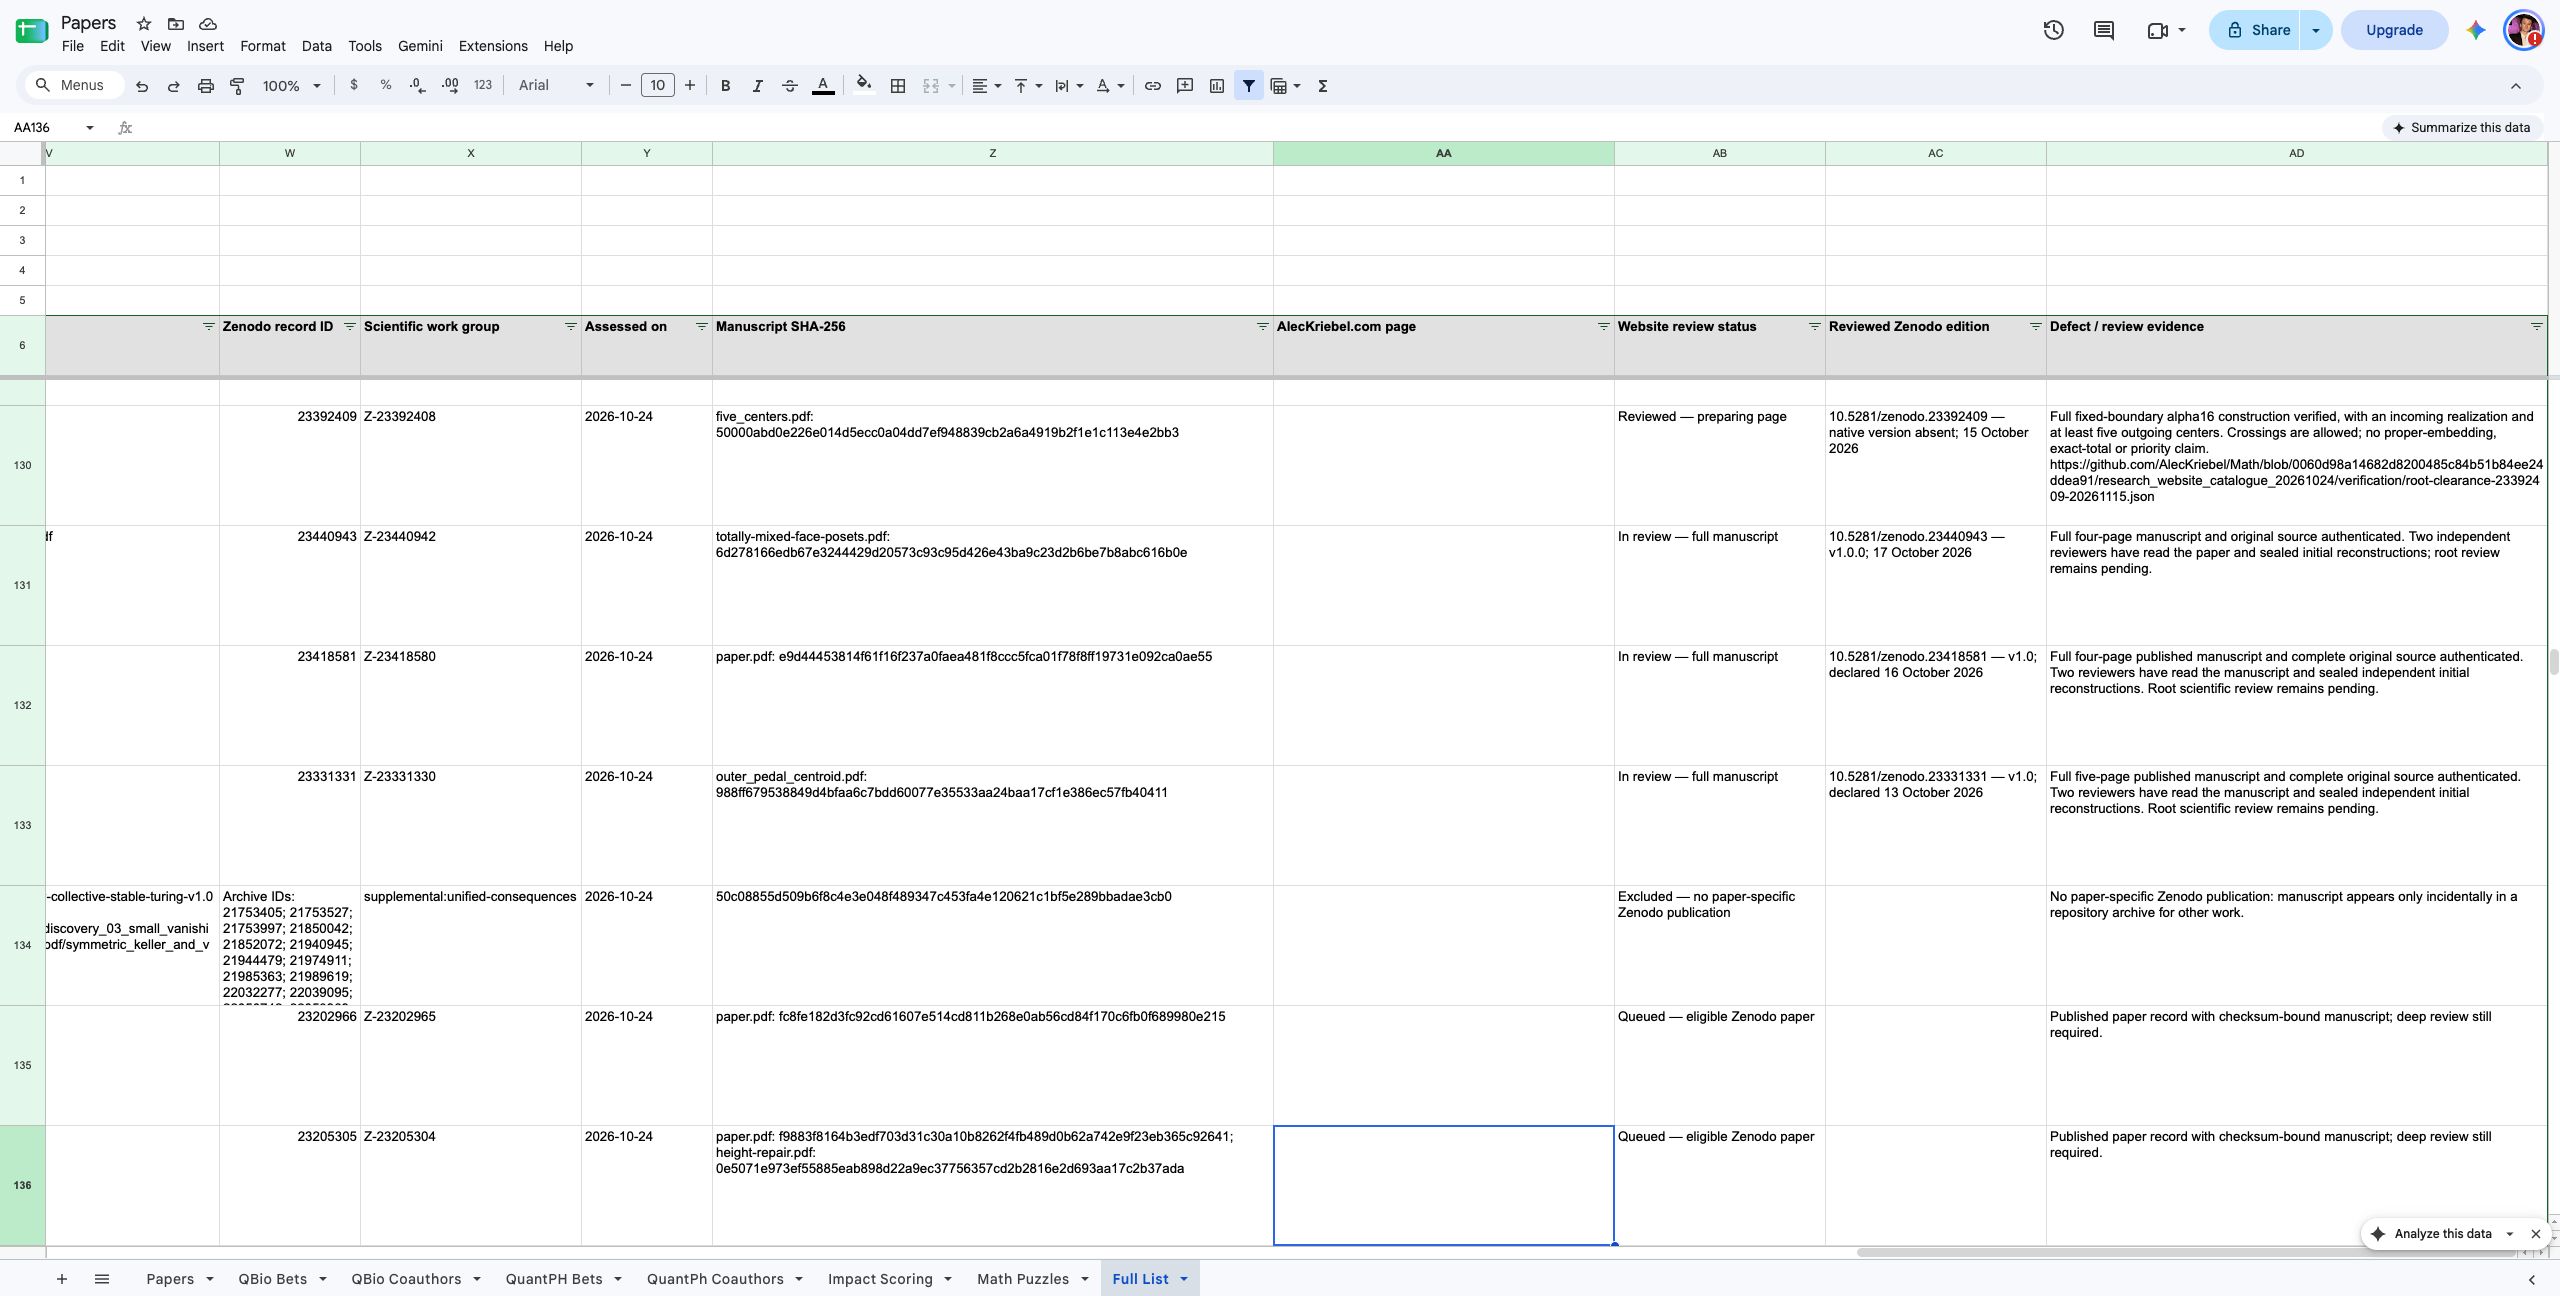 Papers
File Edit View Insert Format Data Tools Gemini Extensions Help
Share
Upgrade
Menus 100% $ % .0 .00 123 Arial 10 B I A Σ
AA136 fx
Summarize this data
V W X Y Z AA AB AC AD
1
2
3
4
5
6
Zenodo record ID
Scientific work group
Assessed on
Manuscript SHA-256
AlecKriebel.com page
Website review status
Reviewed Zenodo edition
Defect / review evidence
130
23392409
Z-23392408
2026-10-24
five_centers.pdf:
50000abd0e226e014d5ecc0a04dd7ef948839cb2a6a4919b2f1e1c113e4e2bb3
Reviewed — preparing page
10.5281/zenodo.23392409 —
native version absent; 15 October
2026
Full fixed-boundary alpha16 construction verified, with an incoming realization and
at least five outgoing centers. Crossings are allowed; no proper-embedding,
exact-total or priority claim.
https://github.com/AlecKriebel/Math/blob/0060d98a14682d8200485c84b51b84ee24
ddea91/research_website_catalogue_20261024/verification/root-clearance-233924
09-20261115.json
131
df
23440943
Z-23440942
2026-10-24
totally-mixed-face-posets.pdf:
6d278166edb67e3244429d20573c93c95d426e43ba9c23d2b6be7b8abc616b0e
In review — full manuscript
10.5281/zenodo.23440943 —
v1.0.0; 17 October 2026
Full four-page manuscript and original source authenticated. Two independent
reviewers have read the paper and sealed initial reconstructions; root review
remains pending.
132
23418581
Z-23418580
2026-10-24
paper.pdf: e9d44453814f61f16f237a0faea481f8ccc5fca01f78f8ff19731e092ca0ae55
In review — full manuscript
10.5281/zenodo.23418581 — v1.0;
declared 16 October 2026
Full four-page published manuscript and complete original source authenticated.
Two reviewers have read the manuscript and sealed independent initial
reconstructions. Root scientific review remains pending.
133
23331331
Z-23331330
2026-10-24
outer_pedal_centroid.pdf:
988ff679538849d4bfaa6c7bdd60077e35533aa24baa17cf1e386ec57fb40411
In review — full manuscript
10.5281/zenodo.23331331 — v1.0;
declared 13 October 2026
Full five-page published manuscript and complete original source authenticated.
Two reviewers have read the manuscript and sealed independent initial
reconstructions. Root scientific review remains pending.
134
-collective-stable-turing-v1.0
discovery_03_small_vanishi
pdf/symmetric_keller_and_v
Archive IDs:
21753405; 21753527;
21753997; 21850042;
21852072; 21940945;
21944479; 21974911;
21985363; 21989619;
22032277; 22039095;
supplemental:unified-consequences
2026-10-24
50c08855d509b6f8c4e3e048f489347c453fa4e120621c1bf5e289bbadae3cb0
Excluded — no paper-specific
Zenodo publication
No paper-specific Zenodo publication: manuscript appears only incidentally in a
repository archive for other work.
135
23202966
Z-23202965
2026-10-24
paper.pdf: fc8fe182d3fc92cd61607e514cd811b268e0ab56cd84f170c6fb0f689980e215
Queued — eligible Zenodo paper
Published paper record with checksum-bound manuscript; deep review still
required.
136
23205305
Z-23205304
2026-10-24
paper.pdf: f9883f8164b3edf703d31c30a10b8262f4fb489d0b62a742e9f23eb365c92641;
height-repair.pdf:
0e5071e973ef55885eab898d22a9ec37756357cd2b2816e2d693aa17c2b37ada
Queued — eligible Zenodo paper
Published paper record with checksum-bound manuscript; deep review still
required.
Analyze this data
Papers QBio Bets QBio Coauthors QuantPH Bets QuantPh Coauthors Impact Scoring Math Puzzles Full List